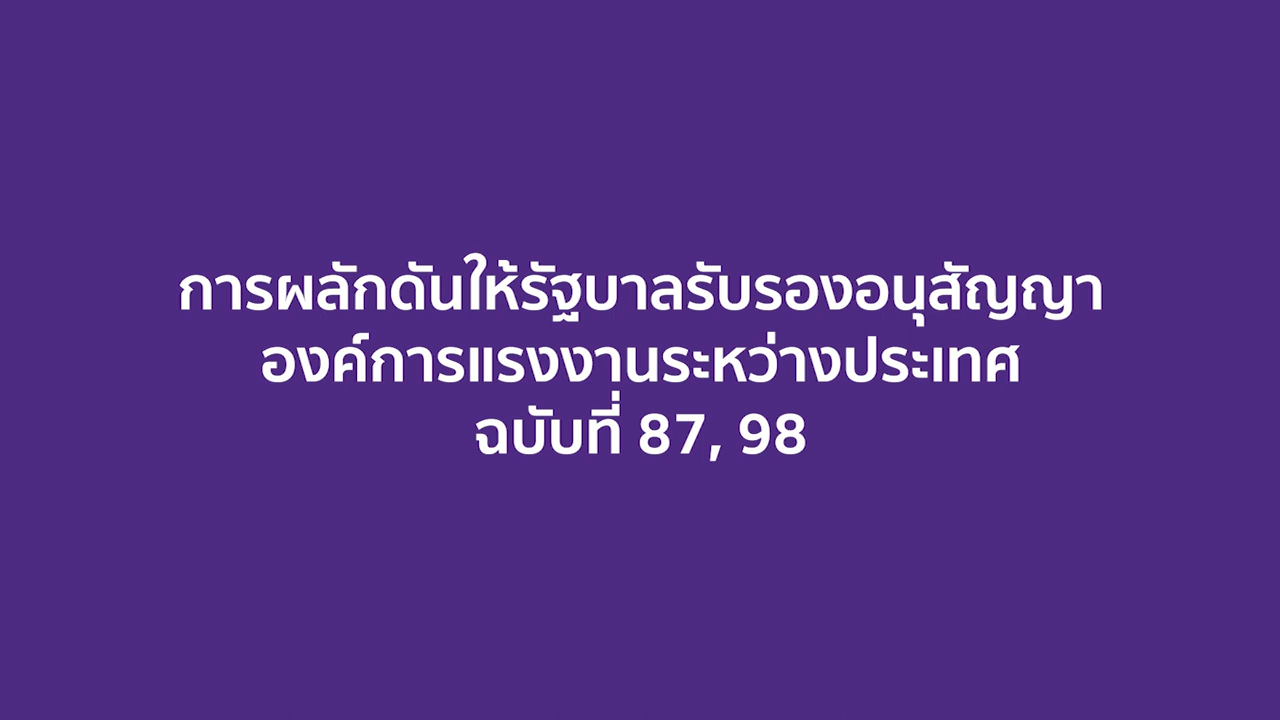 การผลักดันให้รัฐบาลรับรองอนุสัญญา
องค์การแรงงานระหว่างประเทศ
ฉบับที่ 87, 98